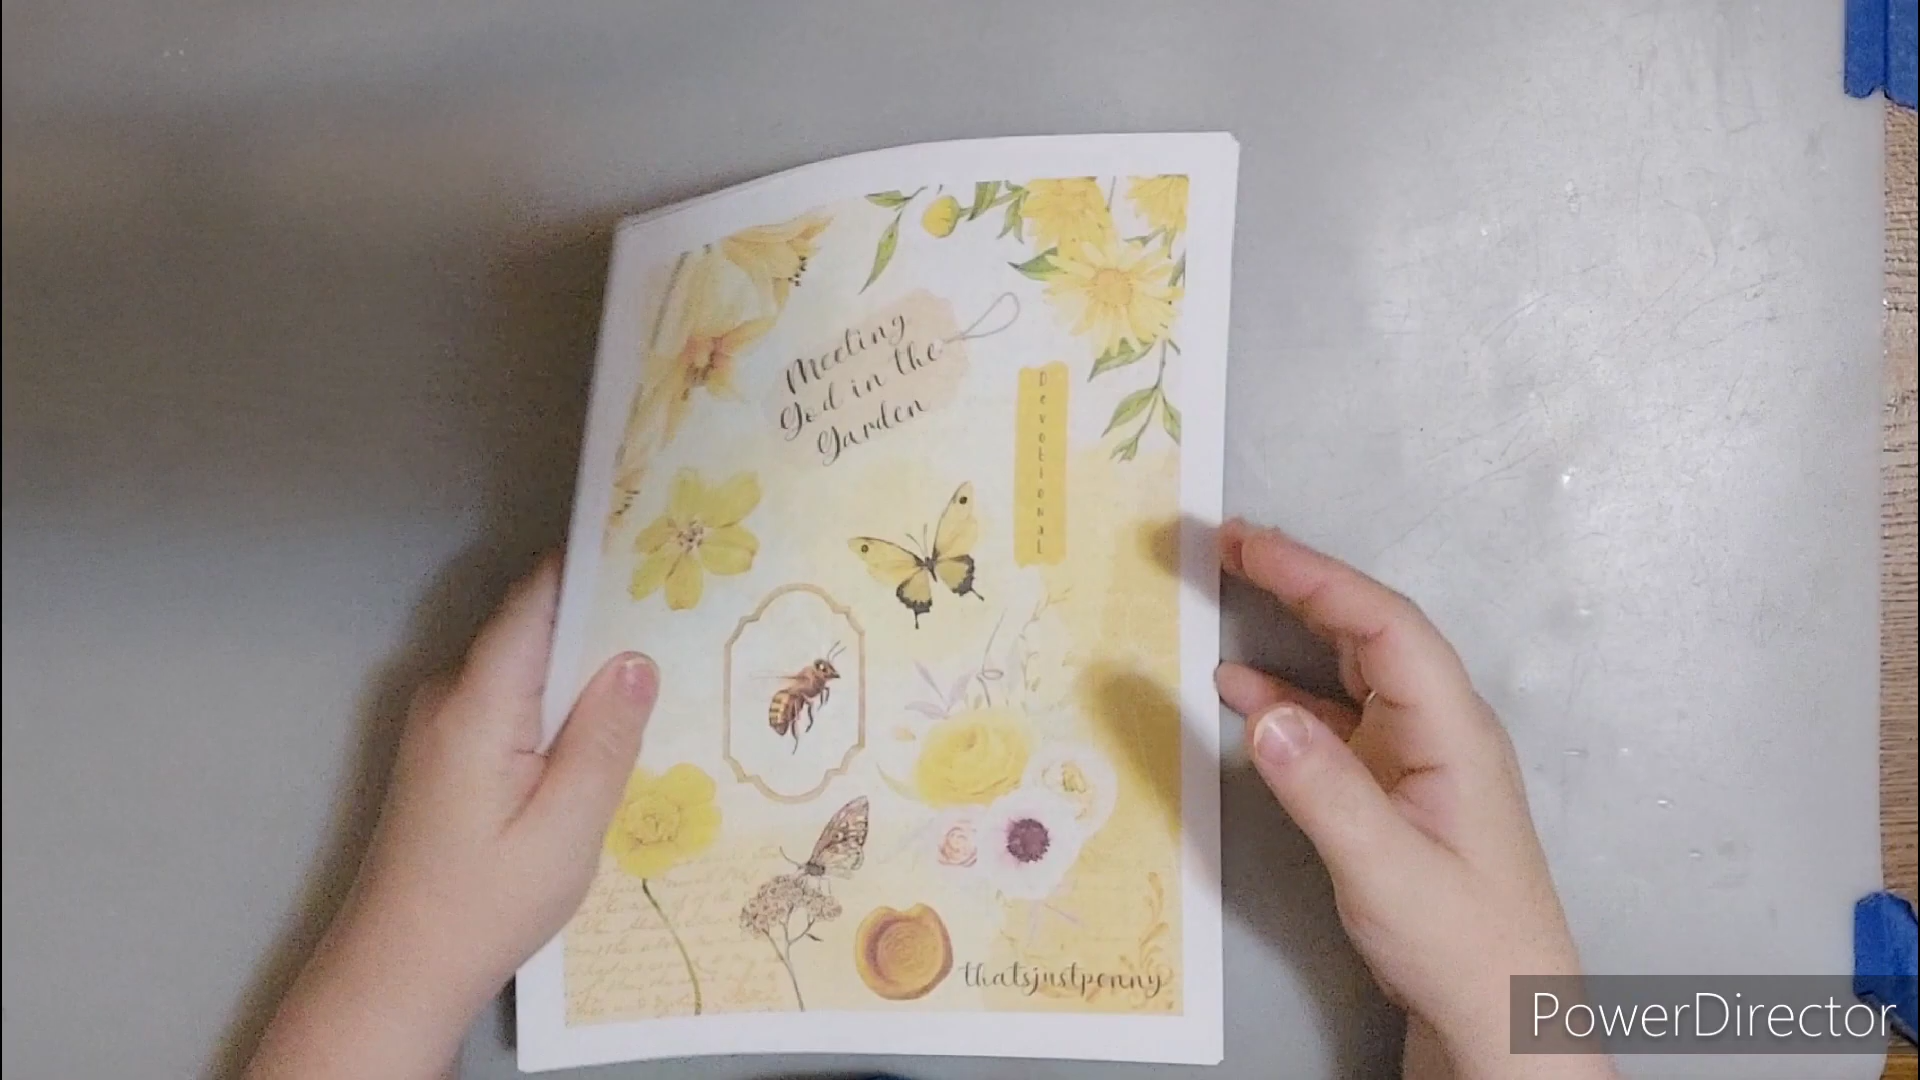 Meeting
God in the
Garden
Devotional
thatsjustpenny
PowerDirector